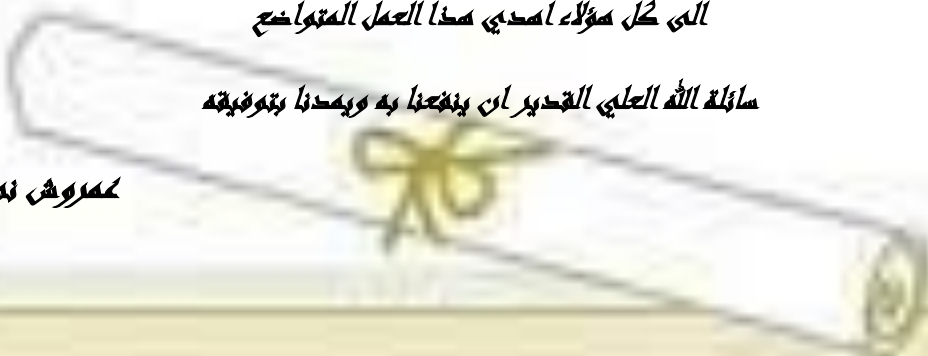 الى كل هؤلاء اهدي هذا العمل المتواضع
سائلة الله العلي القدير ان ينفعنا به ويمدنا بتوفيقه
عمروش